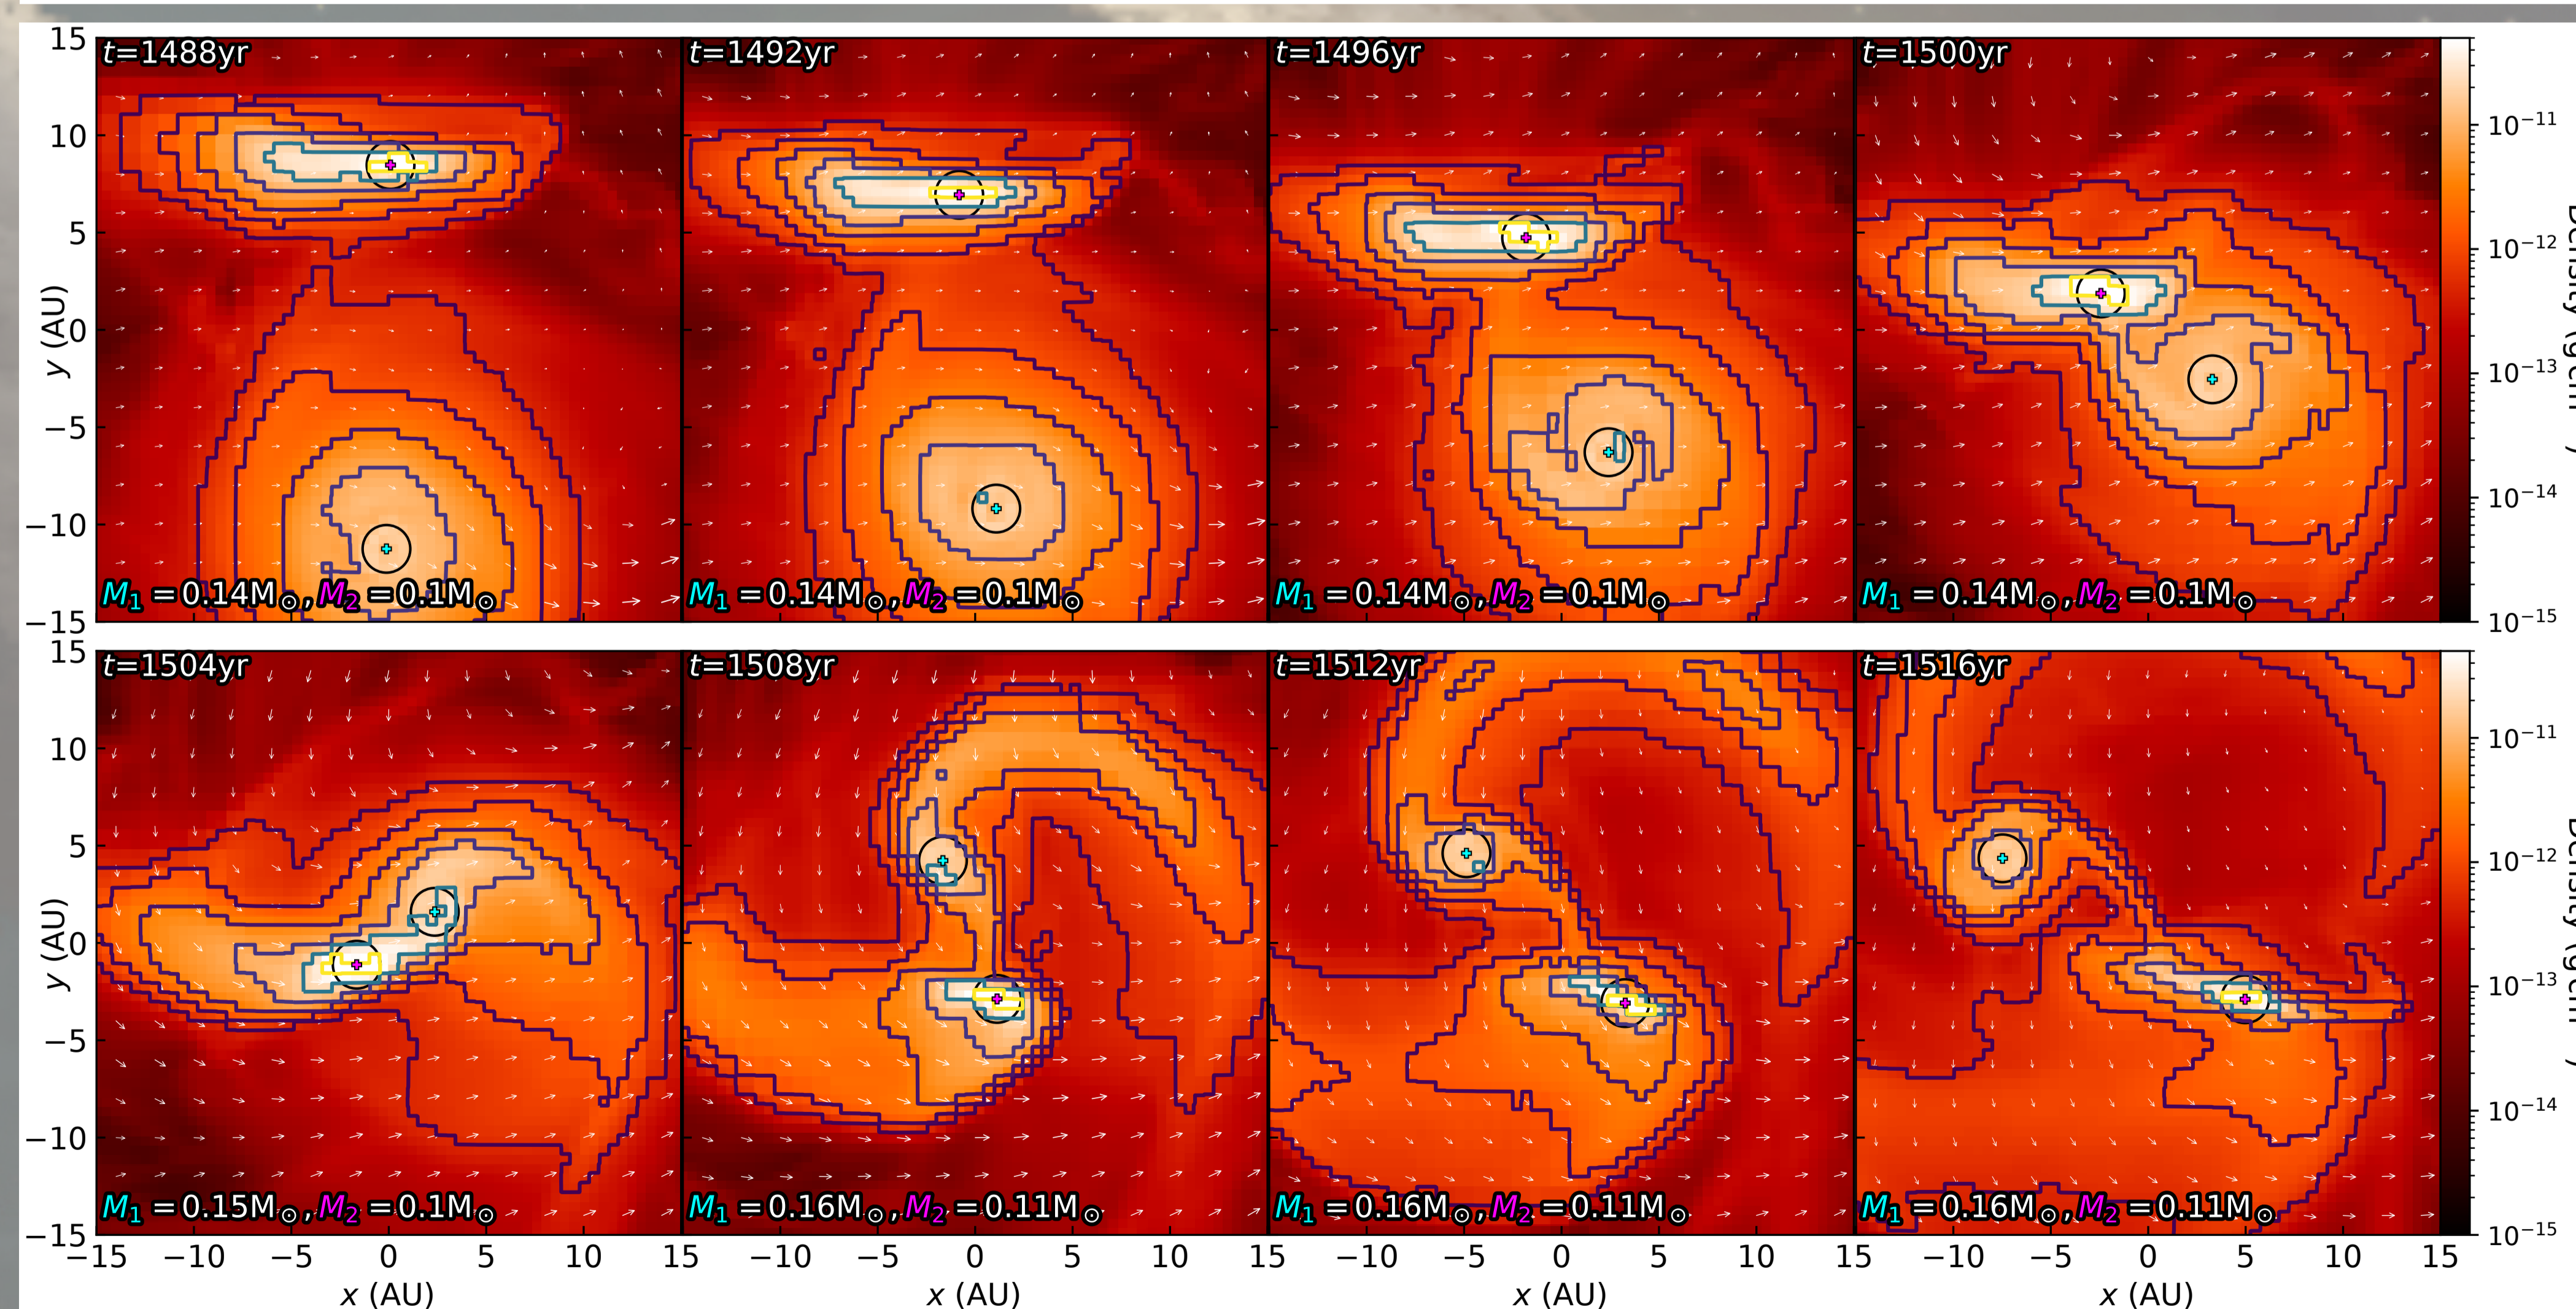 t=1488yr t=1492yr t=1496yr t=1500yr
15
10
5
0
−5
−10
−15
y (AU)
M₁ = 0.14M⊙, M₂ = 0.1M⊙
M₁ = 0.14M⊙, M₂ = 0.1M⊙
M₁ = 0.14M⊙, M₂ = 0.1M⊙
M₁ = 0.14M⊙, M₂ = 0.1M⊙
10⁻¹¹
10⁻¹²
10⁻¹³
10⁻¹⁴
10⁻¹⁵
t=1504yr t=1508yr t=1512yr t=1516yr
15
10
5
0
−5
−10
−15
y (AU)
M₁ = 0.15M⊙, M₂ = 0.1M⊙
M₁ = 0.16M⊙, M₂ = 0.11M⊙
M₁ = 0.16M⊙, M₂ = 0.11M⊙
M₁ = 0.16M⊙, M₂ = 0.11M⊙
10⁻¹¹
10⁻¹²
10⁻¹³
10⁻¹⁴
10⁻¹⁵
−15 −10 −5 0 5 10 15 −10 −5 0 5 10 15 −10 −5 0 5 10 15 −10 −5 0 5 10 15
x (AU) x (AU) x (AU) x (AU)